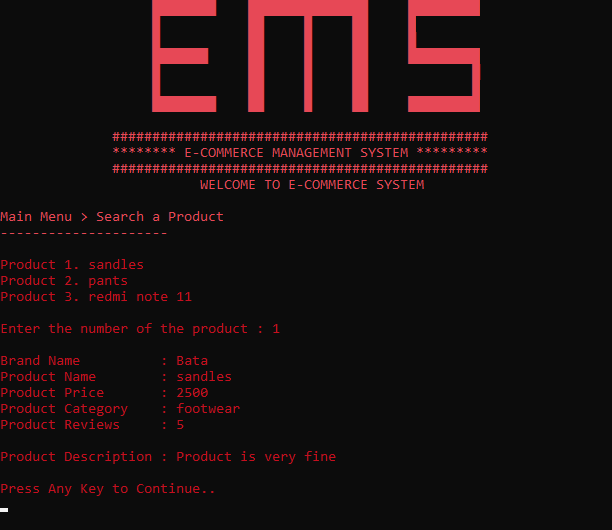 EMS
###############################################
******** E-COMMERCE MANAGEMENT SYSTEM *********
###############################################
WELCOME TO E-COMMERCE SYSTEM
Main Menu > Search a Product
---------------------
Product 1. sandles
Product 2. pants
Product 3. redmi note 11
Enter the number of the product : 1
Brand Name : Bata
Product Name : sandles
Product Price : 2500
Product Category : footwear
Product Reviews : 5
Product Description : Product is very fine
Press Any Key to Continue..